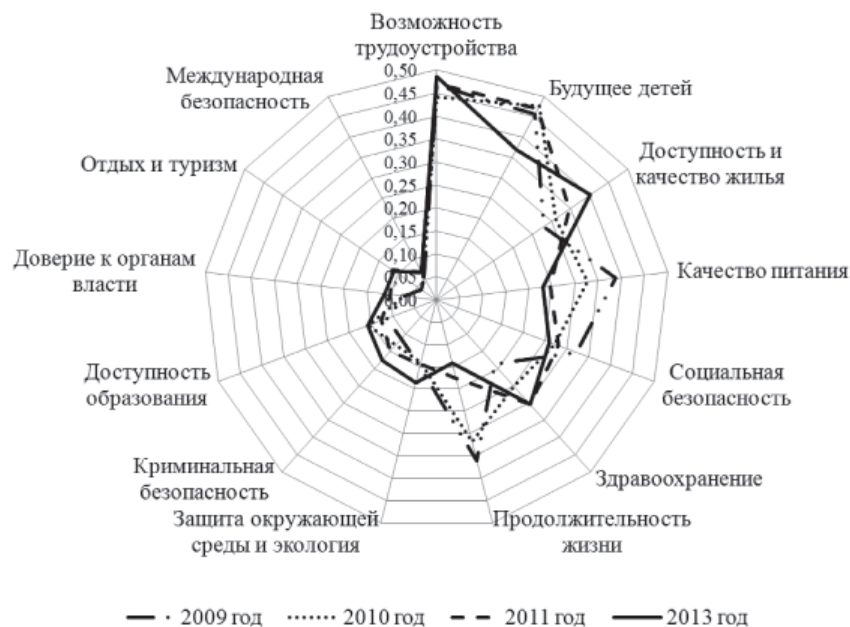 Возможность
трудоустройства
Будущее детей
Доступность и
качество жилья
Качество питания
Социальная
безопасность
Здравоохранение
Продолжительность
жизни
Защита окружающей
среды и экология
Криминальная
безопасность
Доступность
образования
Доверие к органам
власти
Отдых и туризм
Международная
безопасность
0,50
0,45
0,40
0,35
0,30
0,25
0,20
0,15
0,10
0,05
0,00
2009 год 2010 год 2011 год 2013 год